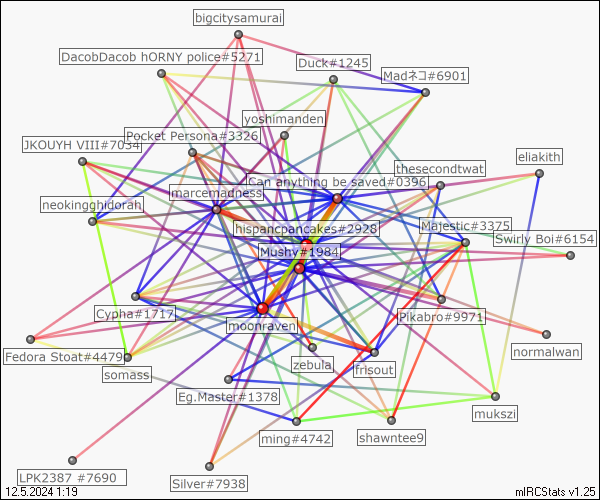 bigcitysamurai
DacobDacob hORNY police#5271
Duck#1245
Madネコ#6901
yoshimanden
Pocket Persona#3326
JKOUYH VIII#7034
eliakith
thesecondtwat
Can anything be saved#0396
marcemadness
neokingghidorah
hispancpancakes#2928
Majestic#3375
Swirly Boi#6154
Mushy#1984
Cypha#1717
Pikabro#9971
moonraven
normalwan
Fedora Stoat#4479
zebula
frisout
somass
Eg.Master#1378
mukszi
ming#4742
shawntee9
LPK2387 #7690
Silver#7938
12.5.2024 1:19
mIRCStats v1.25